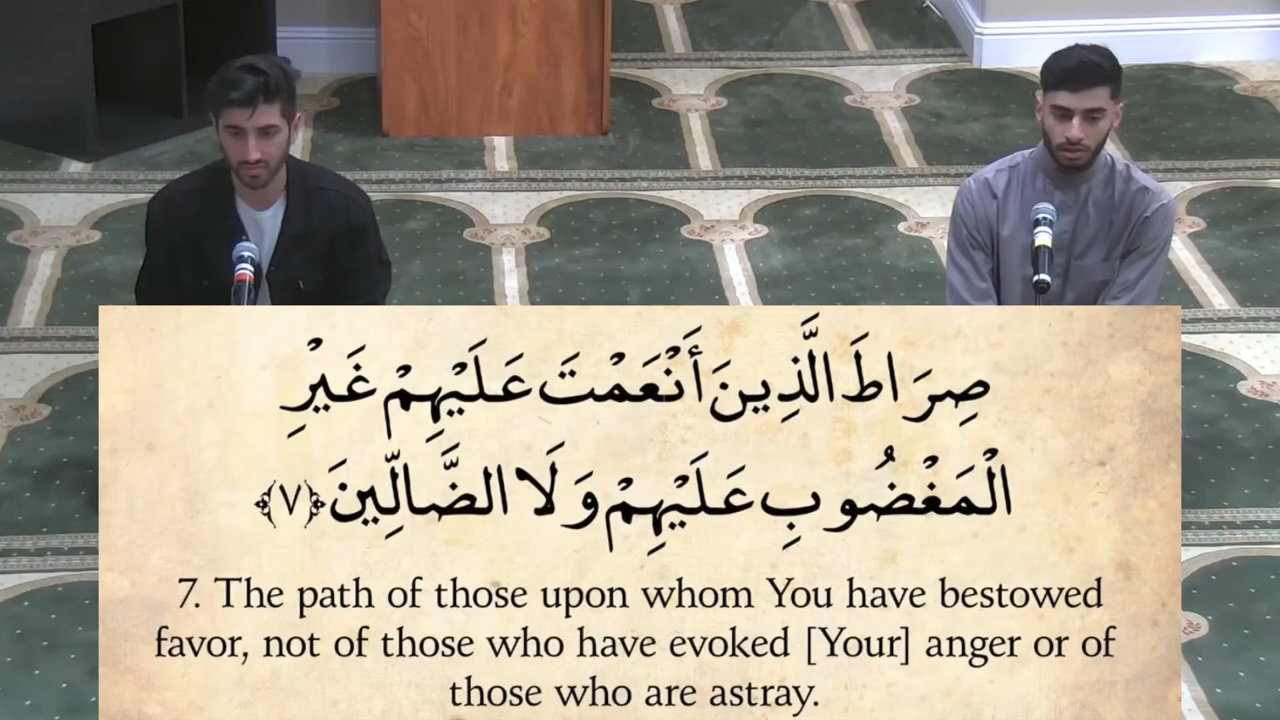 صِرَاطَ الَّذِينَ أَنْعَمْتَ عَلَيْهِمْ غَيْرِ
الْمَغْضُوبِ عَلَيْهِمْ وَلَا الضَّالِّينَ ﴿٧﴾
7. The path of those upon whom You have bestowed
favor, not of those who have evoked [Your] anger or of
those who are astray.